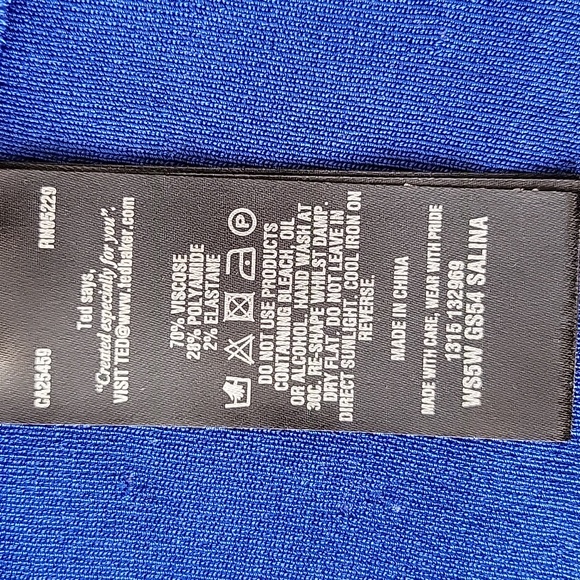 CA25459 RN05229
Ted says,
"Created especially for you".
VISIT TED@www.tedbaker.com
70% VISCOSE
28% POLYAMIDE
2% ELASTANE
P
DO NOT USE PRODUCTS
CONTAINING BLEACH, OIL
OR ALCOHOL. HAND WASH AT
30C. RE-SHAPE WHILST DAMP.
DRY FLAT. DO NOT LEAVE IN
DIRECT SUNLIGHT. COOL IRON ON
REVERSE.
MADE IN CHINA
MADE WITH CARE, WEAR WITH PRIDE
1315 132969
WS5W GS54 SALINA